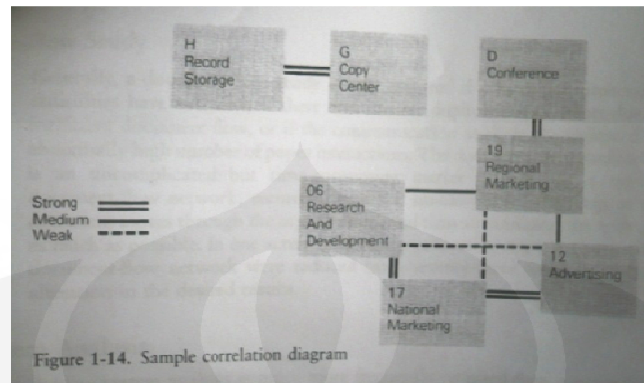 H
Record
Storage
G
Copy
Center
D
Conference
19
Regional
Marketing
06
Research
And
Development
Strong
Medium
Weak
12
Advertising
17
National
Marketing
Figure 1-14. Sample correlation diagram